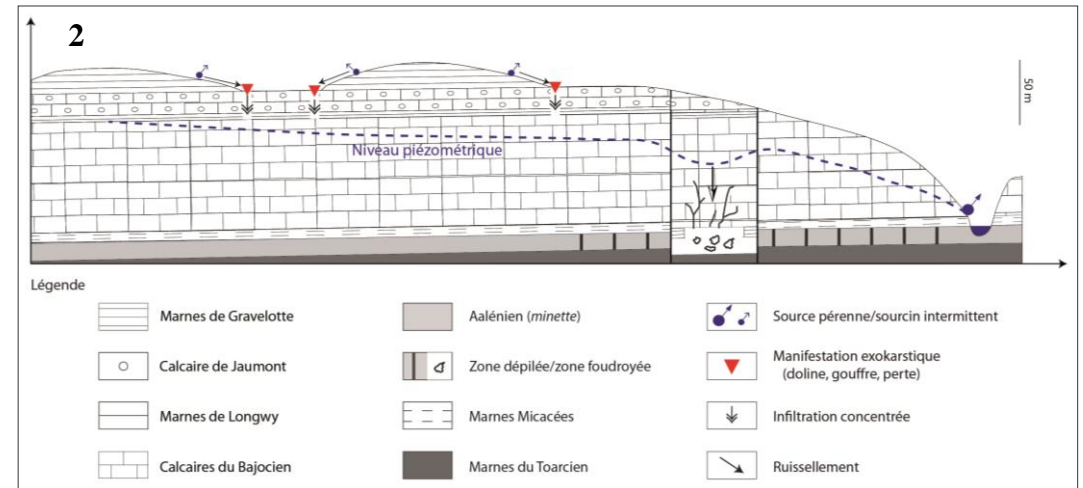 2
50 m
Niveau piézométrique
Légende
Marnes de Gravelotte
Aalénien (minette)
Source pérenne/sourcin intermittent
Calcaire de Jaumont
Zone dépilée/zone foudroyée
Manifestation exokarstique
(doline, gouffre, perte)
Marnes de Longwy
Marnes Micacées
Infiltration concentrée
Calcaires du Bajocien
Marnes du Toarcien
Ruissellement